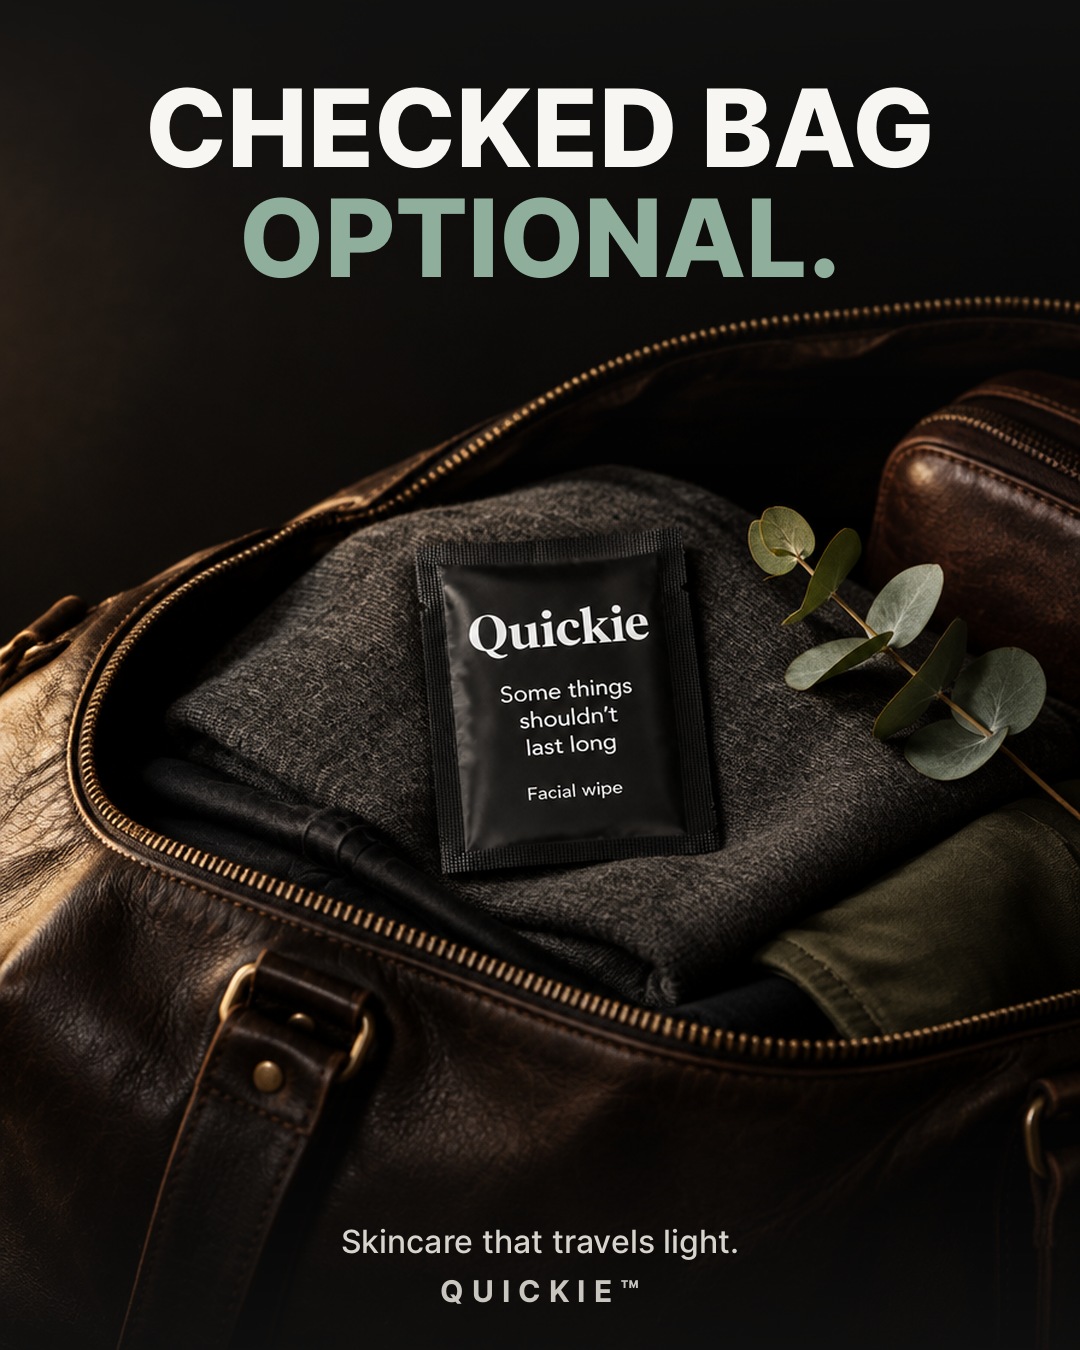 CHECKED BAG
OPTIONAL.
Quickie
Some things
shouldn't
last long
Facial wipe
Skincare that travels light.
QUICKIE™